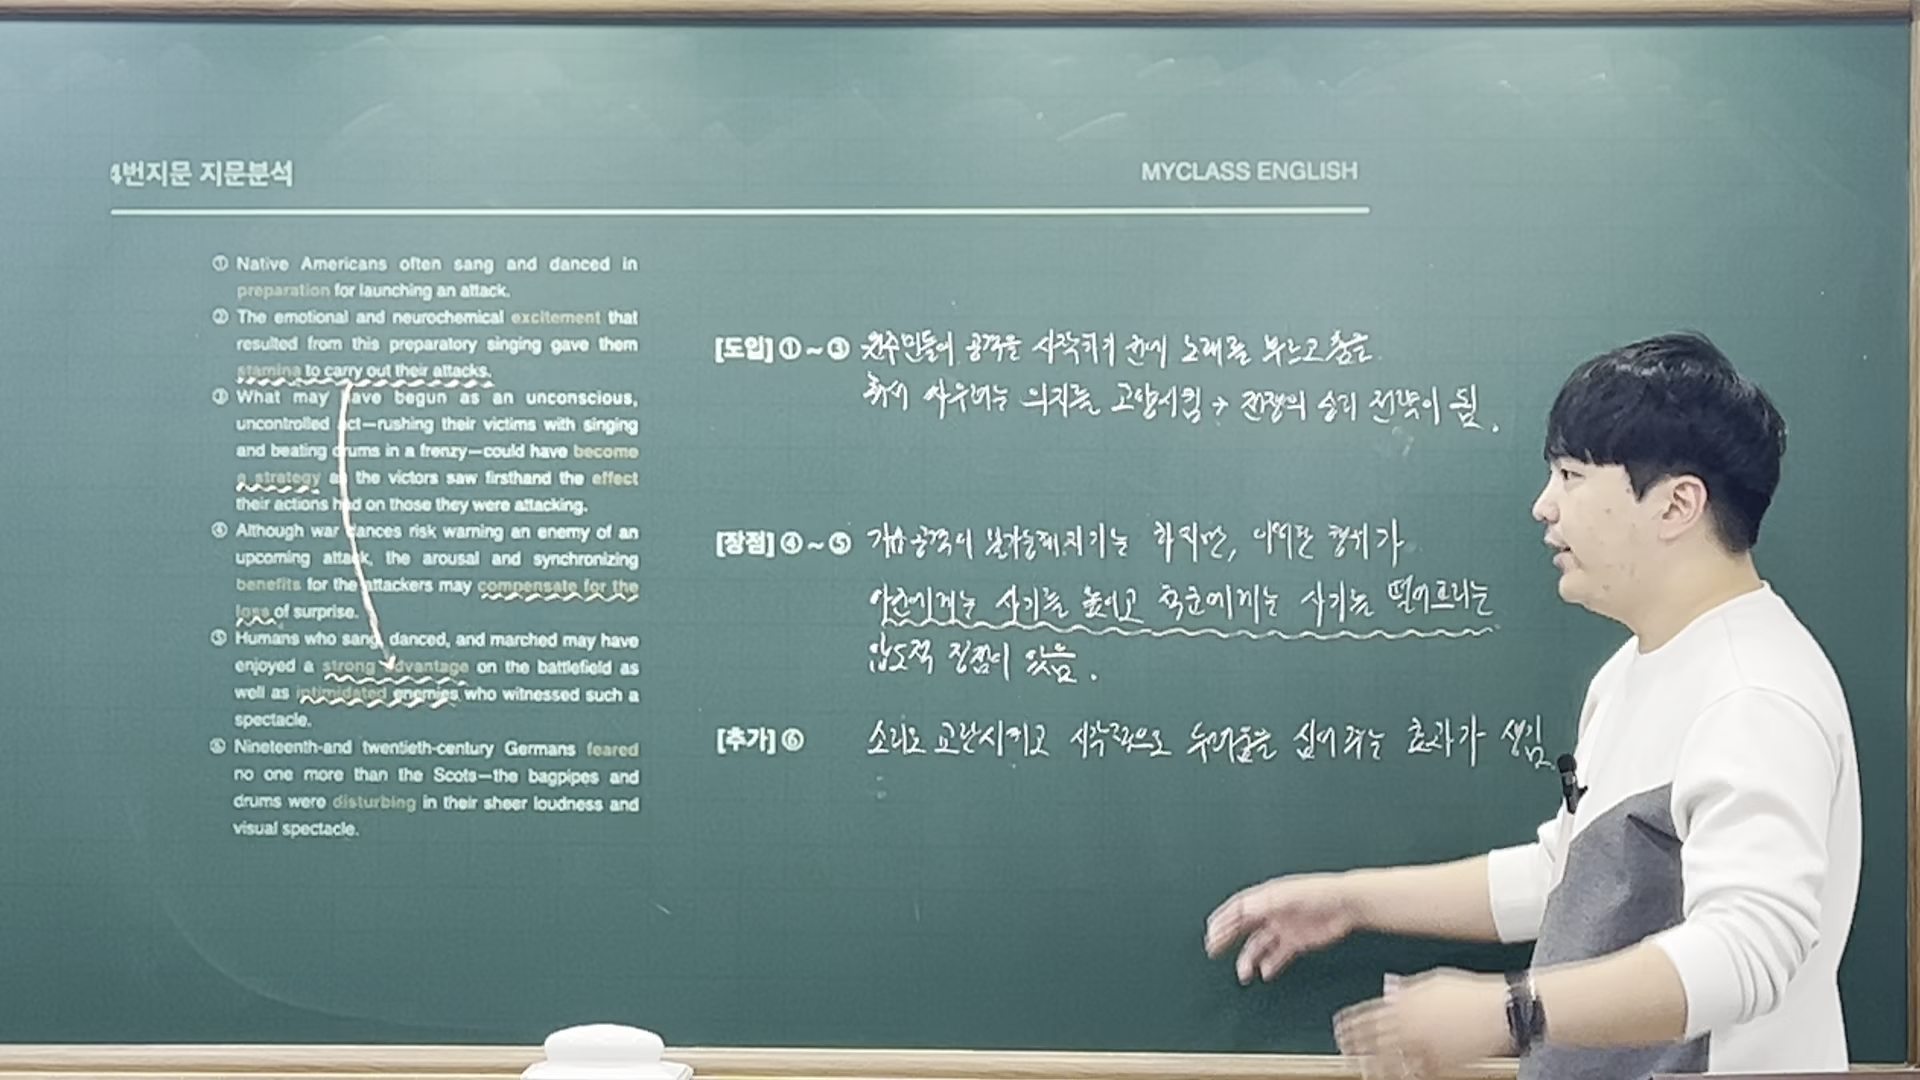 4번지문 지문분석
MYCLASS ENGLISH
① Native Americans often sang and danced in
preparation for launching an attack.
② The emotional and neurochemical excitement that
resulted from this preparatory singing gave them
stamina to carry out their attacks.
③ What may have begun as an unconscious,
uncontrolled act—rushing their victims with singing
and beating drums in a frenzy—could have become
a strategy as the victors saw firsthand the effect
their actions had on those they were attacking.
④ Although war dances risk warning an enemy of an
upcoming attack, the arousal and synchronizing
benefits for the attackers may compensate for the
loss of surprise.
⑤ Humans who sang, danced, and marched may have
enjoyed a strong advantage on the battlefield as
well as intimidated enemies who witnessed such a
spectacle.
⑥ Nineteenth-and twentieth-century Germans feared
no one more than the Scots—the bagpipes and
drums were disturbing in their sheer loudness and
visual spectacle.
[도입] ①~③ 원주민들이 공격을 시작하기 전에 노래를 부르고 춤을
춰서 싸우려는 의지를 고양시킴 → 전쟁의 승리 전략이 됨.
[장점] ④~⑤ 기습공격이 불가능해지기는 하지만, 이러한 행위가
아군에게는 사기를 높이고 적군에게는 사기를 떨어트리는
압도적 장점이 있음.
[추가] ⑥ 소리로 교란시키고 시각적으로 두려움을 심어주는 효과가 생김.